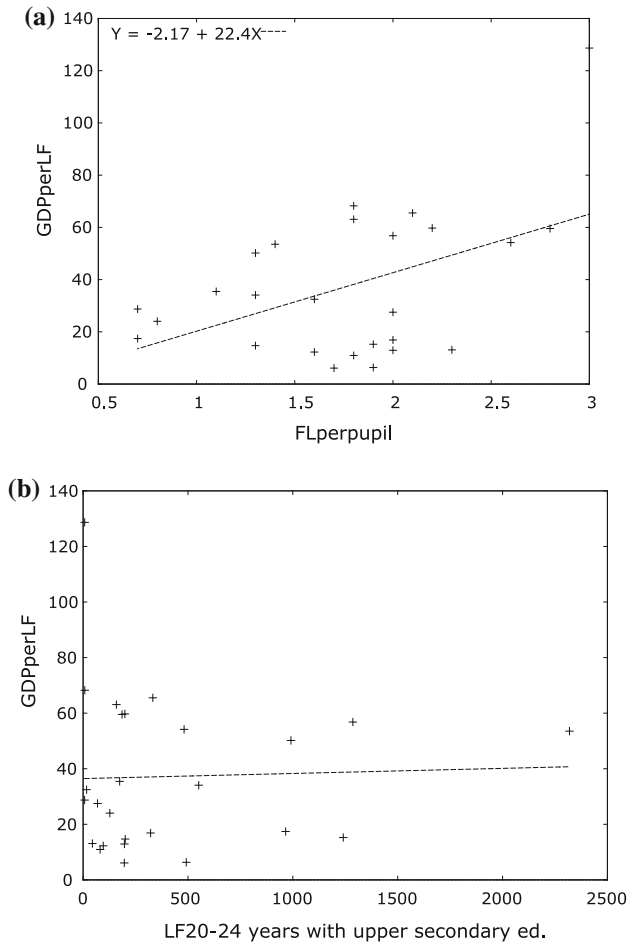 (a)
Y = -2.17 + 22.4X
140
120
100
80
60
40
20
0
GDPperLF
0.5 1 1.5 2 2.5 3
FLperpupil
(b)
140
120
100
80
60
40
20
0
GDPperLF
0 500 1000 1500 2000 2500
LF20-24 years with upper secondary ed.